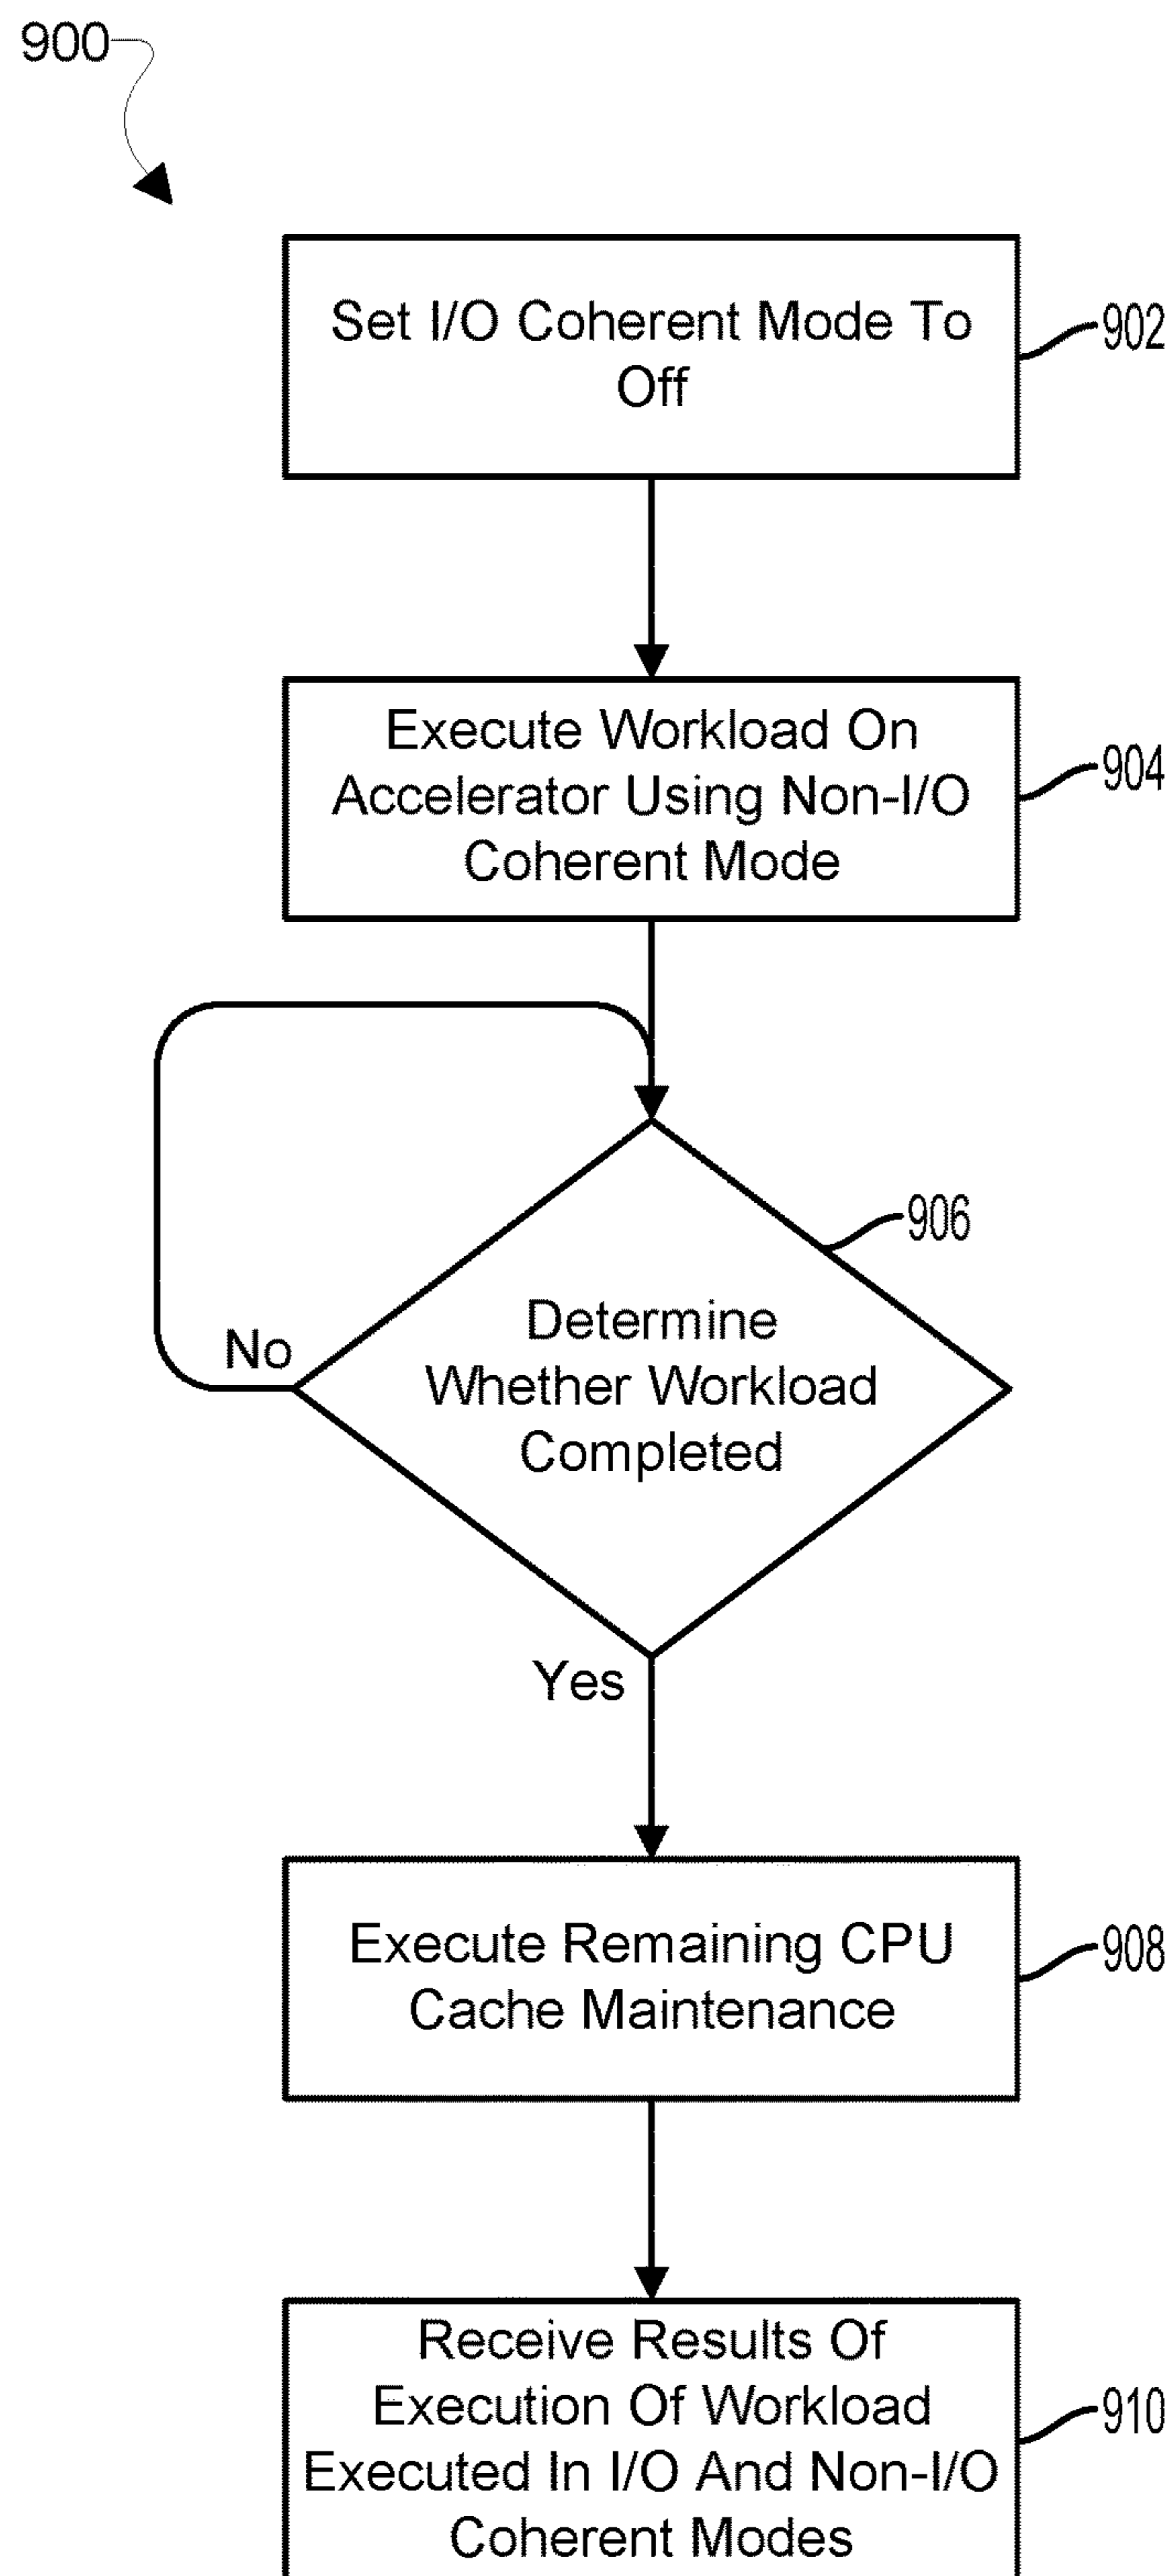 900
Set I/O Coherent Mode To
Off
902
Execute Workload On
Accelerator Using Non-I/O
Coherent Mode
904
906
Determine
Whether Workload
Completed
No
Yes
Execute Remaining CPU
Cache Maintenance
908
Receive Results Of
Execution Of Workload
Executed In I/O And Non-I/O
Coherent Modes
910